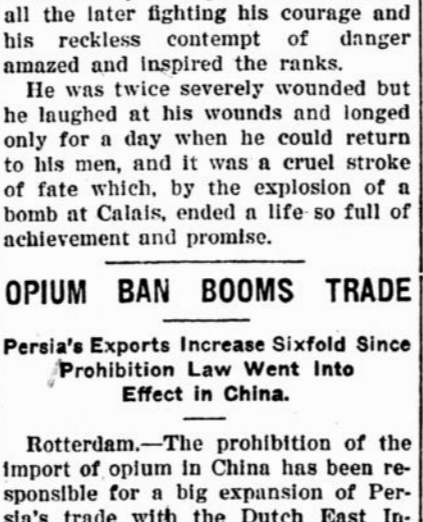 all the later fighting his courage and
his reckless contempt of danger
amazed and inspired the ranks.
He was twice severely wounded but
he laughed at his wounds and longed
only for a day when he could return
to his men, and it was a cruel stroke
of fate which, by the explosion of a
bomb at Calais, ended a life so full of
achievement and promise.
OPIUM BAN BOOMS TRADE
Persia's Exports Increase Sixfold Since
Prohibition Law Went Into
Effect in China.
Rotterdam.—The prohibition of the
import of opium in China has been re-
sponsible for a big expansion of Per-
sia's trade with the Dutch East In-